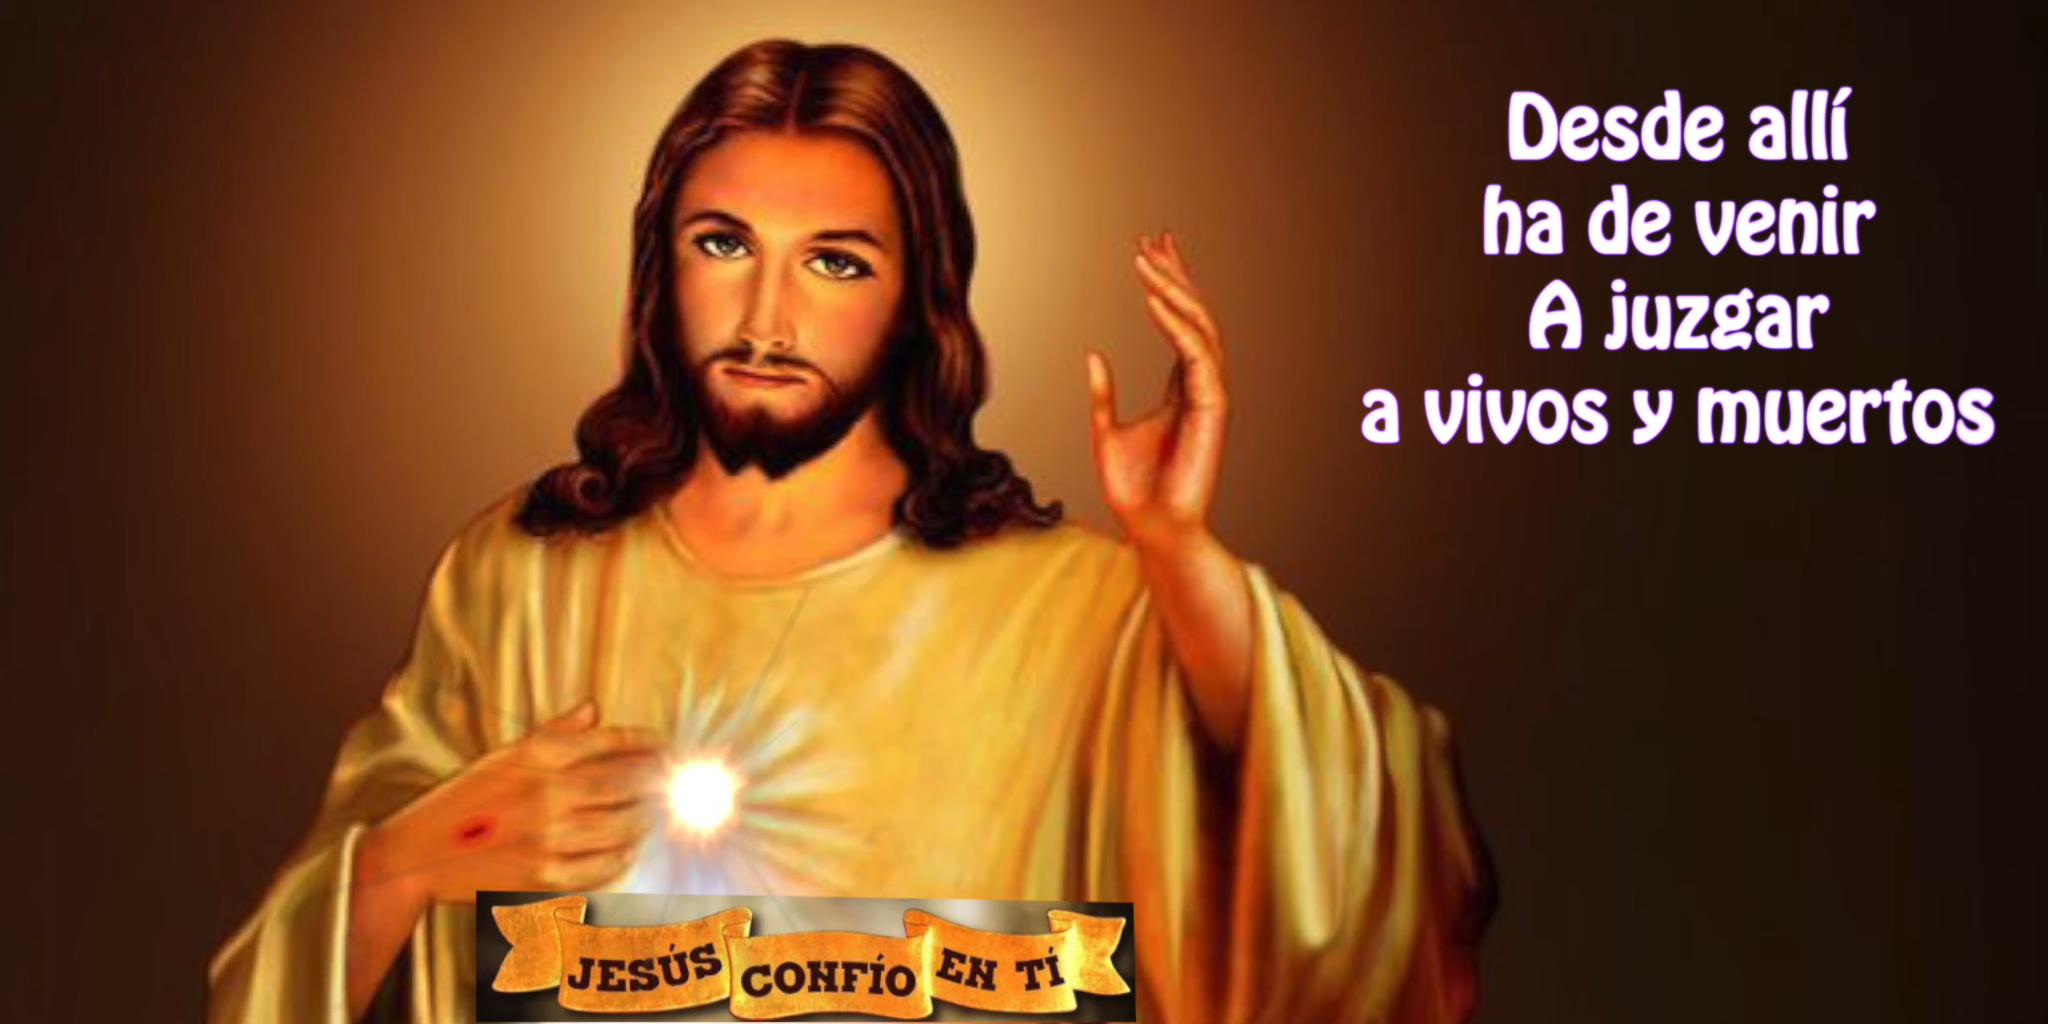 Desde allí
ha de venir
A juzgar
a vivos y muertos
JESÚS CONFÍO EN TÍ